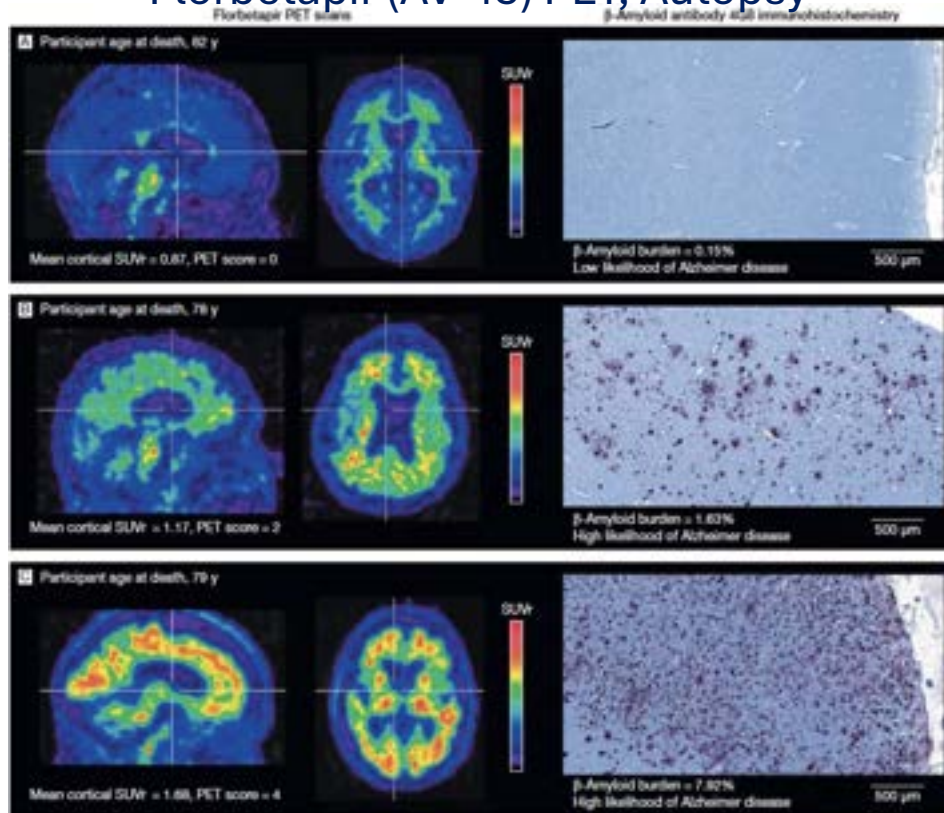 Florbetapir (AV-45) PET, Autopsy
Florbetapir PET scans
β-Amyloid antibody 4G8 immunohistochemistry
A Participant age at death, 82 y
SUVr
Mean cortical SUVr = 0.87, PET score = 0
β-Amyloid burden = 0.15%
Low likelihood of Alzheimer disease
500 µm
B Participant age at death, 78 y
SUVr
Mean cortical SUVr = 1.17, PET score = 2
β-Amyloid burden = 1.63%
High likelihood of Alzheimer disease
500 µm
C Participant age at death, 79 y
SUVr
Mean cortical SUVr = 1.68, PET score = 4
β-Amyloid burden = 7.92%
High likelihood of Alzheimer disease
500 µm